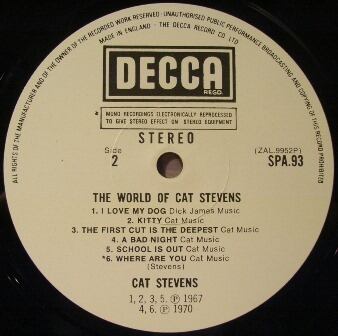 ALL RIGHTS OF THE MANUFACTURER AND OF THE OWNER OF THE RECORDED WORK RESERVED · UNAUTHORISED PUBLIC PERFORMANCE BROADCASTING AND COPYING OF THIS RECORD PROHIBITED
MADE IN ENGLAND · THE DECCA RECORD CO LTD
DECCA
REGD.
* MONO RECORDINGS ELECTRONICALLY REPROCESSED
TO GIVE STEREO EFFECT ON STEREO EQUIPMENT
STEREO
Side (ZAL.9952P)
2 SPA.93
THE WORLD OF CAT STEVENS
1. I LOVE MY DOG Dick James Music
2. KITTY Cat Music
3. THE FIRST CUT IS THE DEEPEST Cat Music
4. A BAD NIGHT Cat Music
5. SCHOOL IS OUT Cat Music
*6. WHERE ARE YOU Cat Music
(Stevens)
CAT STEVENS
1, 2, 3, 5. ℗ 1967
4, 6. ℗ 1970